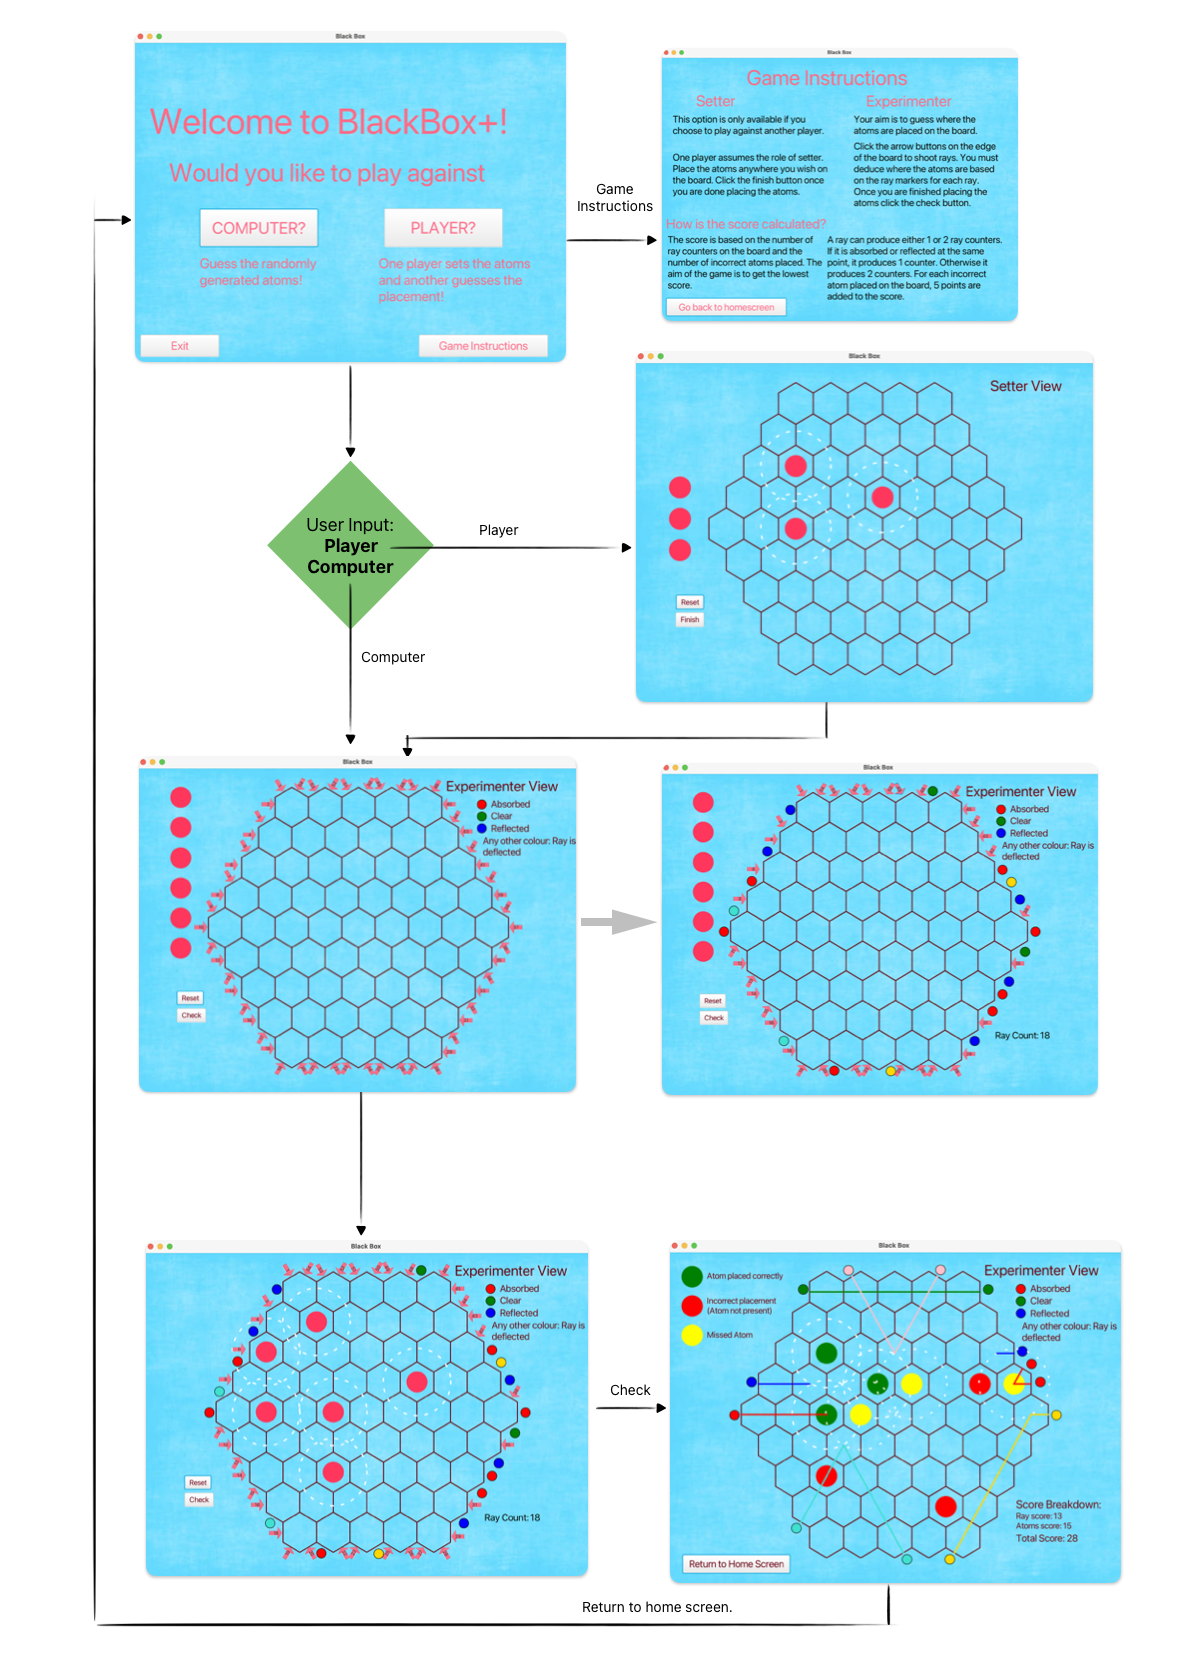 Black Box
Welcome to BlackBox+!
Would you like to play against
COMPUTER?
PLAYER?
Guess the randomly
generated atoms!
One player sets the atoms
and another guesses the
placement!
Exit
Game Instructions
Game
Instructions
Black Box
Game Instructions
Setter
This option is only available if you
choose to play against another player.
One player assumes the role of setter.
Place the atoms anywhere you wish on
the board. Click the finish button once
you are done placing the atoms.
Experimenter
Your aim is to guess where the
atoms are placed on the board.
Click the arrow buttons on the edge
of the board to shoot rays. You must
deduce where the atoms are based
on the ray markers for each ray.
Once you are finished placing the
atoms click the check button.
How is the score calculated?
The score is based on the number of
ray counters on the board and the
number of incorrect atoms placed. The
aim of the game is to get the lowest
score.
A ray can produce either 1 or 2 ray counters.
If it is absorbed or reflected at the same
point, it produces 1 counter. Otherwise it
produces 2 counters. For each incorrect
atom placed on the board, 5 points are
added to the score.
Go back to homescreen
User Input:
Player
Computer
Player
Computer
Black Box
Setter View
Reset
Finish
Black Box
Experimenter View
Absorbed
Clear
Reflected
Any other colour: Ray is
deflected
Reset
Check
Black Box
Experimenter View
Absorbed
Clear
Reflected
Any other colour: Ray is
deflected
Reset
Check
Ray Count: 18
Black Box
Experimenter View
Absorbed
Clear
Reflected
Any other colour: Ray is
deflected
Reset
Check
Ray Count: 18
Check
Black Box
Atom placed correctly
Incorrect placement
(Atom not present)
Missed Atom
Experimenter View
Absorbed
Clear
Reflected
Any other colour: Ray is
deflected
Score Breakdown:
Ray score: 13
Atoms score: 15
Total Score: 28
Return to Home Screen
Return to home screen.